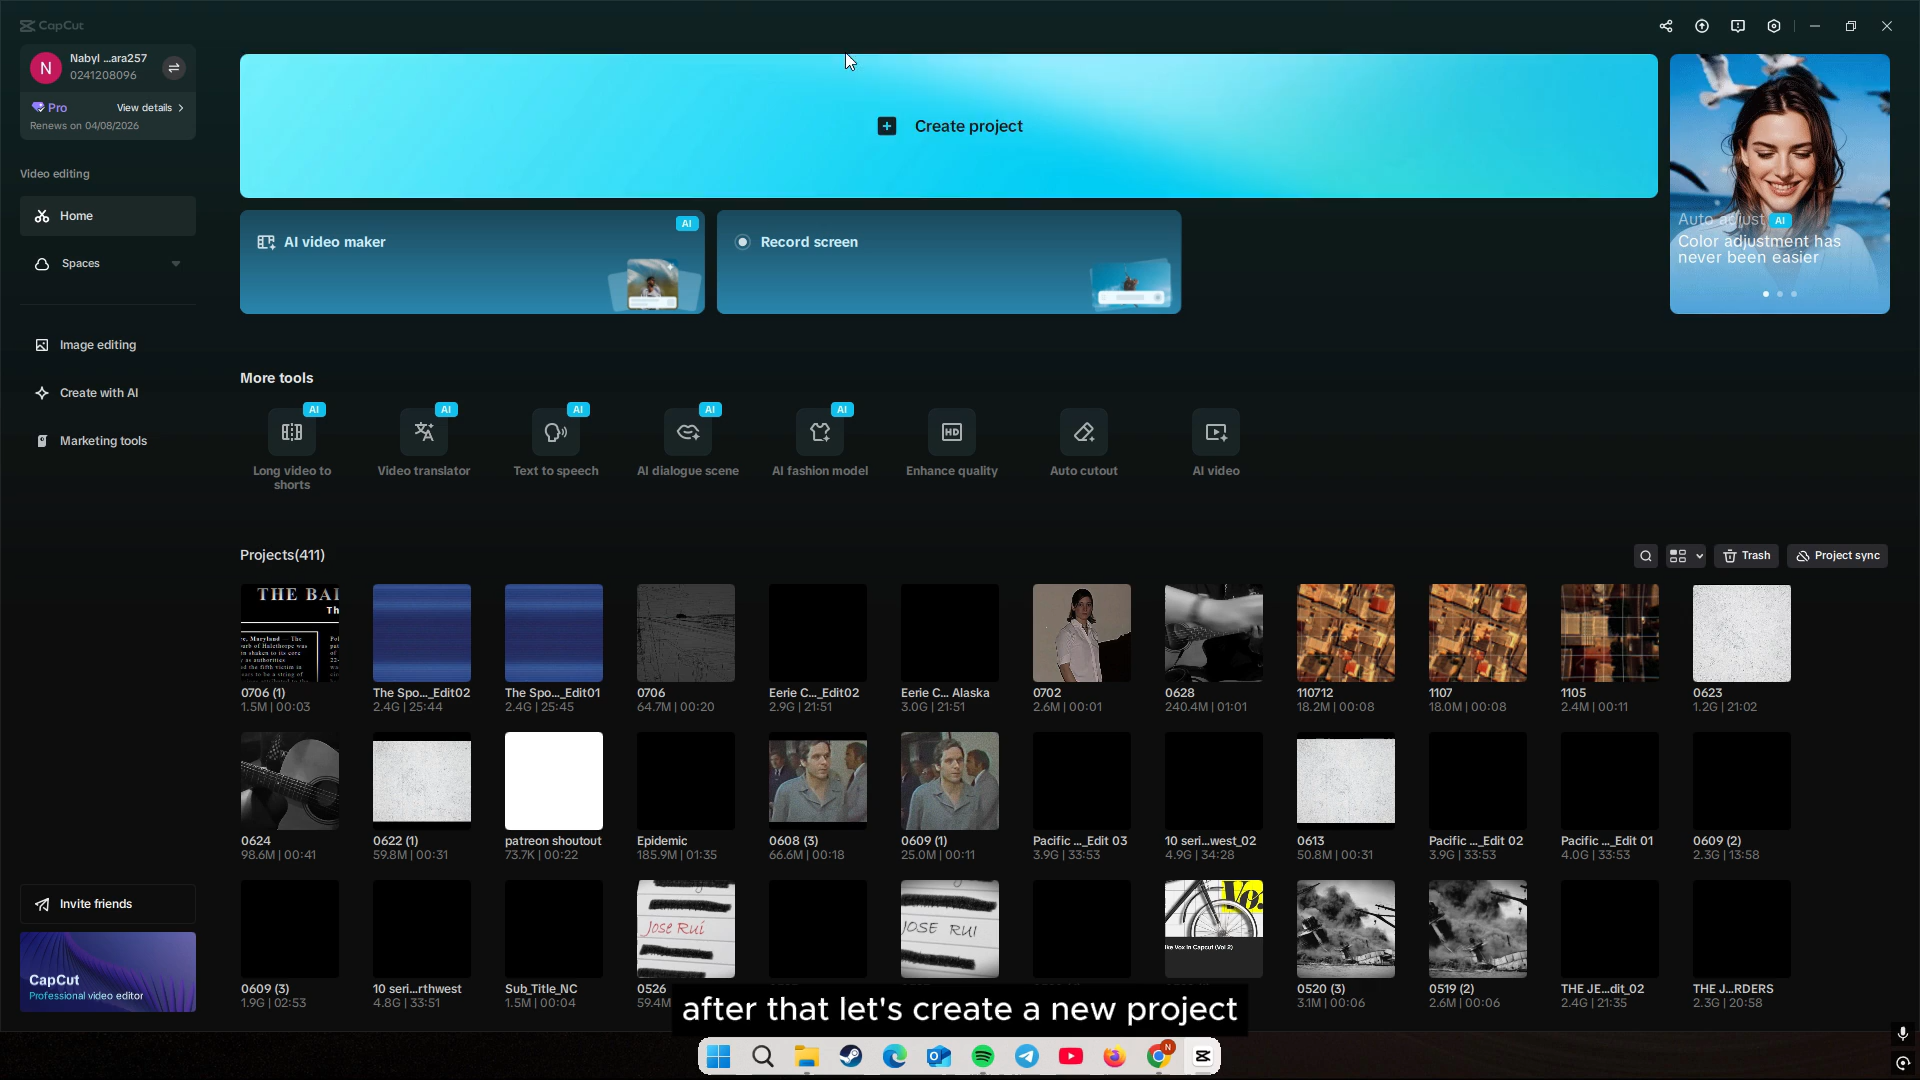 CapCut
N
Nabyl ...ara257
0241208096
Pro
View details
Renews on 04/08/2026
Video editing
Home
Spaces
Image editing
Create with AI
Marketing tools
Invite friends
CapCut
Professional video editor
Create project
AI video maker
AI
Record screen
Auto adjust AI
Color adjustment has
never been easier
More tools
AI
AI
AI
AI
AI
HD
Long video to
shorts
Video translator
Text to speech
AI dialogue scene
AI fashion model
Enhance quality
Auto cutout
AI video
Projects(411)
Trash
Project sync
THE BAI
Th
0706 (1)
1.5M | 00:03
The Spo..._Edit02
2.4G | 25:44
The Spo..._Edit01
2.4G | 25:45
0706
64.7M | 00:20
Eerie C..._Edit02
2.9G | 21:51
Eerie C... Alaska
3.0G | 21:51
0702
2.6M | 00:01
0628
240.4M | 01:01
110712
18.2M | 00:08
1107
18.0M | 00:08
1105
2.4M | 00:11
0623
1.2G | 21:02
0624
98.6M | 00:41
0622 (1)
59.8M | 00:31
patreon shoutout
73.7K | 00:22
Epidemic
185.9M | 01:35
0608 (3)
66.6M | 00:18
0609 (1)
25.0M | 00:11
Pacific ..._Edit 03
3.9G | 33:53
10 seri...west_02
4.9G | 34:28
0613
50.8M | 00:31
Pacific ..._Edit 02
3.9G | 33:53
Pacific ..._Edit 01
4.0G | 33:53
0609 (2)
2.3G | 13:58
0609 (3)
1.9G | 02:53
10 seri...rthwest
4.8G | 33:51
Sub_Title_NC
1.5M | 00:04
Jose Rui
0526
59.4M
JOSE RUI
Vo
ike Vox in Capcut (Vol 2)
0520 (3)
3.1M | 00:06
0519 (2)
2.6M | 00:06
THE JE...dit_02
2.4G | 21:35
THE J...RDERS
2.3G | 20:58
after that let's create a new project
N